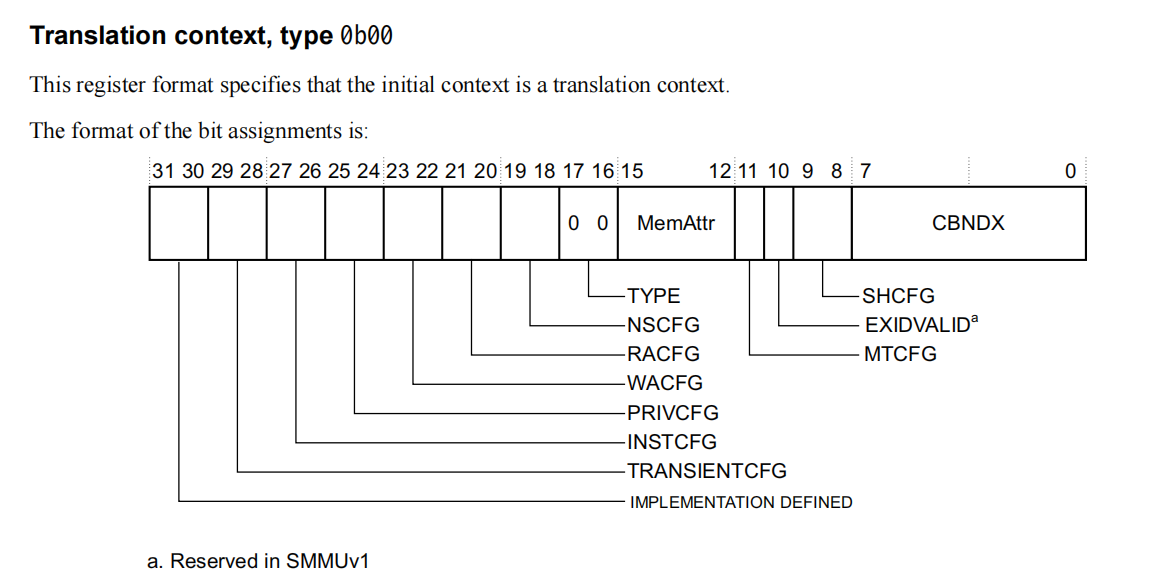 Translation context, type 0b00
This register format specifies that the initial context is a translation context.
The format of the bit assignments is:
31 30 29 28 27 26 25 24 23 22 21 20 19 18 17 16 15 12 11 10 9 8 7 0
0 0 MemAttr CBNDX
TYPE SHCFG
NSCFG EXIDVALIDa
RACFG MTCFG
WACFG
PRIVCFG
INSTCFG
TRANSIENTCFG
IMPLEMENTATION DEFINED
a. Reserved in SMMUv1